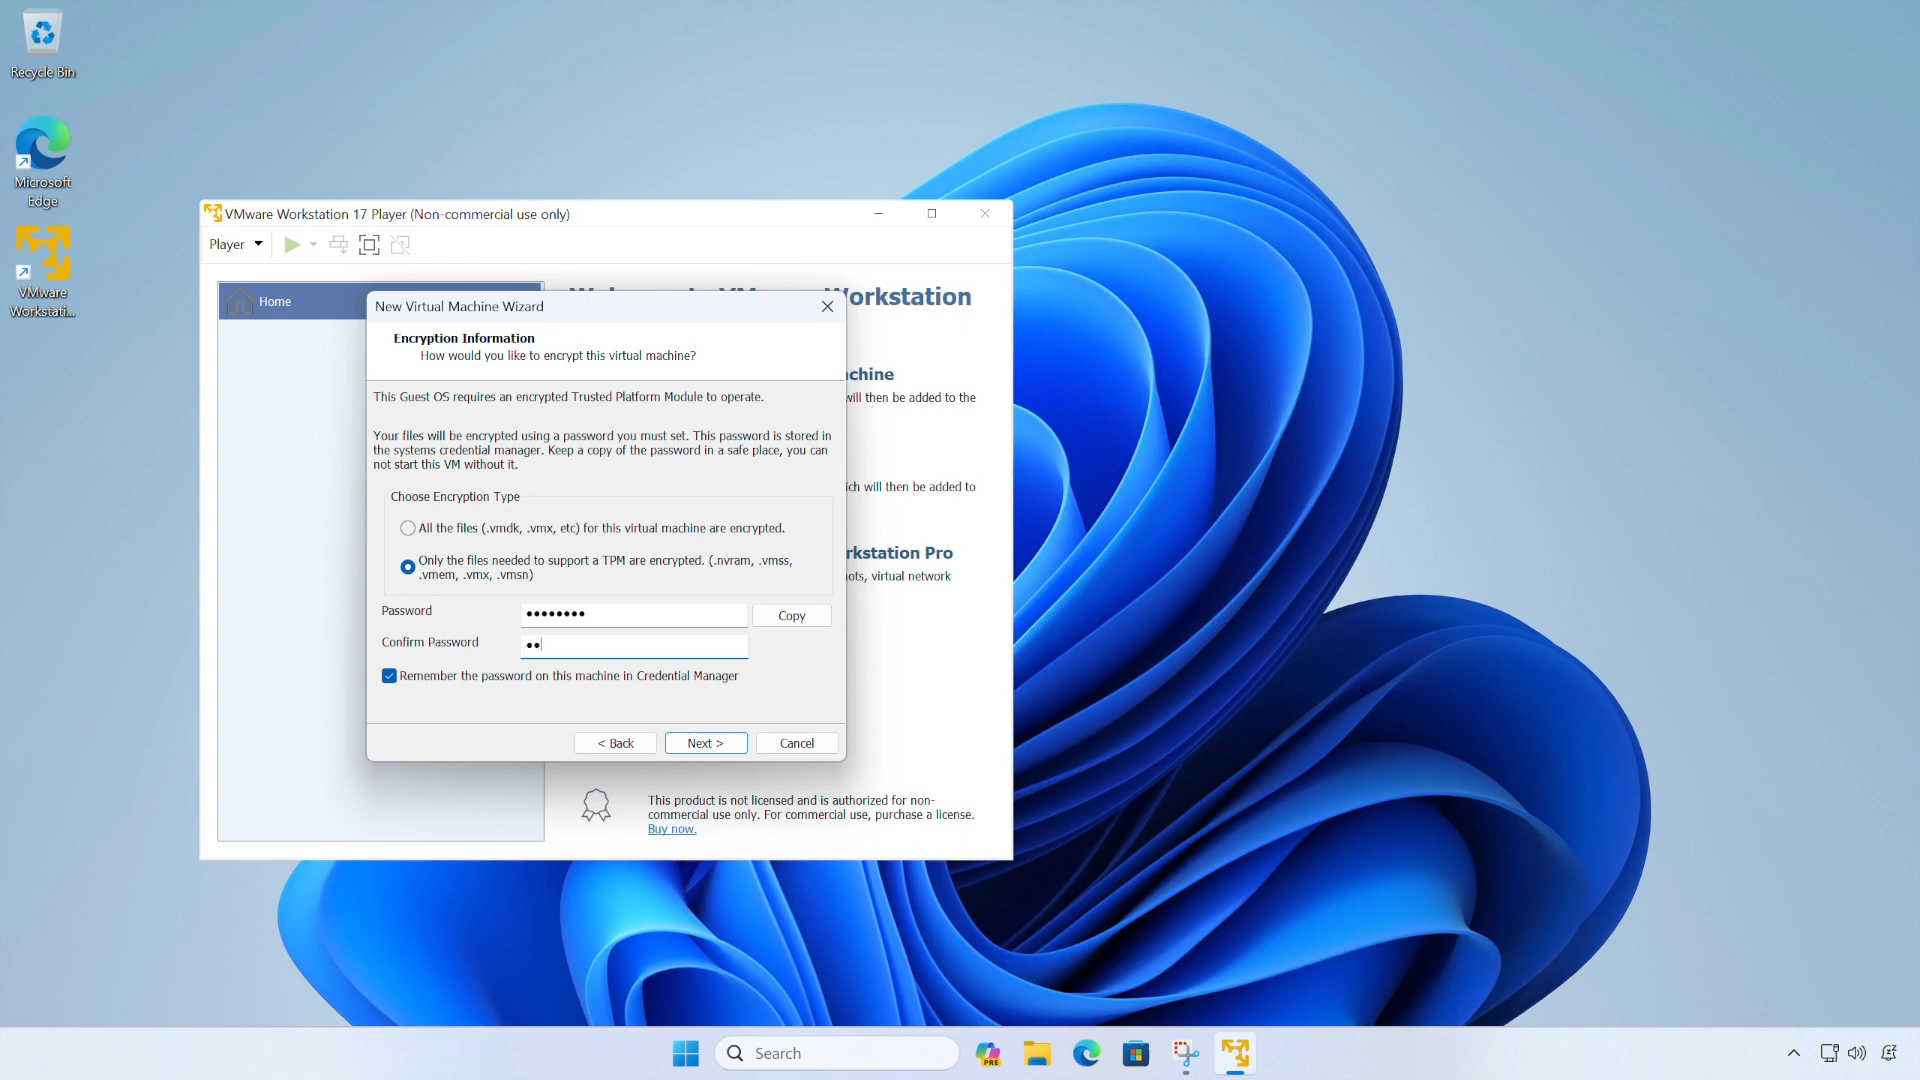 Recycle Bin
Microsoft
Edge
VMware
Workstati...
VMware Workstation 17 Player (Non-commercial use only)
Player
Home
orkstation
New Virtual Machine Wizard
Encryption Information
How would you like to encrypt this virtual machine?
achine
will then be added to the
This Guest OS requires an encrypted Trusted Platform Module to operate.
Your files will be encrypted using a password you must set. This password is stored in
the systems credential manager. Keep a copy of the password in a safe place, you can
not start this VM without it.
ich will then be added to
Choose Encryption Type
All the files (.vmdk, .vmx, etc) for this virtual machine are encrypted.
rkstation Pro
Only the files needed to support a TPM are encrypted. (.nvram, .vmss,
.vmem, .vmx, .vmsn)
ots, virtual network
Password
Copy
Confirm Password
Remember the password on this machine in Credential Manager
< Back
Next >
Cancel
This product is not licensed and is authorized for non-
commercial use only. For commercial use, purchase a license.
Buy now.
Search
PRE